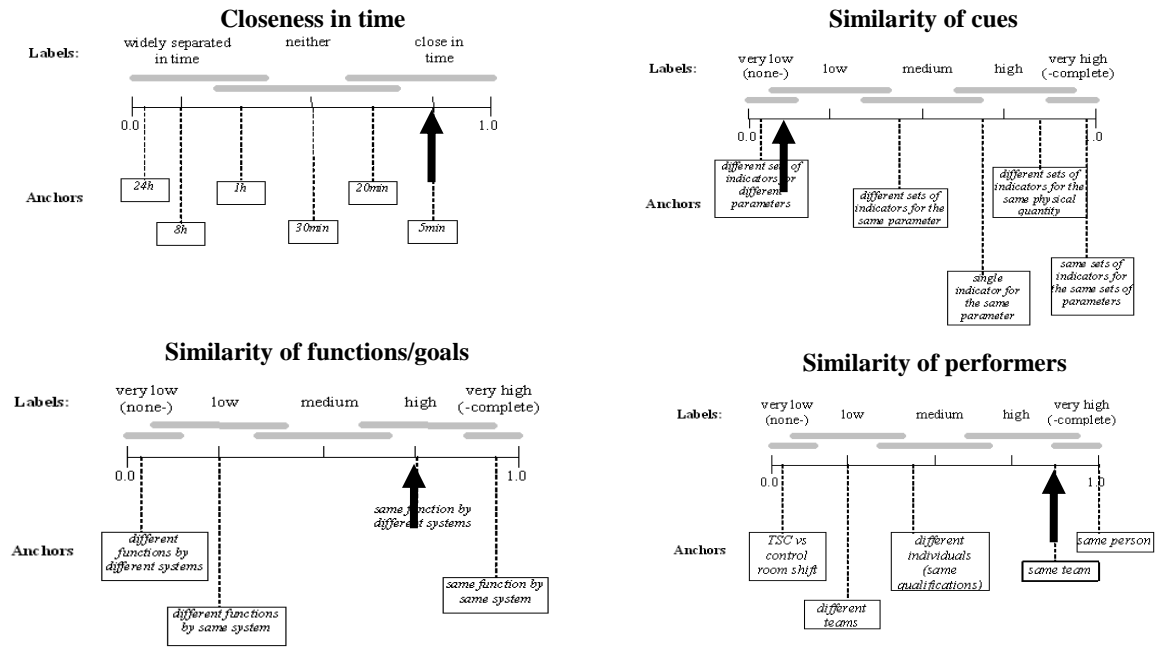 Closeness in time
Labels:
widely separated
in time
neither
close in
time
0.0
1.0
Anchors
24h
8h
1h
30min
20min
5min
Similarity of cues
Labels:
very low
(none-)
low
medium
high
very high
(-complete)
0.0
.0
Anchors
different sets of
indicators for
different
parameters
different sets of
indicators for the
same parameter
single
indicator for
the same
parameter
different sets of
indicators for the
same physical
quantity
same sets of
indicators for
the same sets of
parameters
Similarity of functions/goals
Labels:
very low
(none-)
low
medium
high
very high
(-complete)
0.0
1.0
Anchors
different
functions by
different systems
different functions
by same system
same function by
different systems
same function by
same system
Similarity of performers
Labels:
very low
(none-)
low
medium
high
very high
(-complete)
0.0
1.0
Anchors
TSC vs
control
room shift
different
teams
different
individuals
(same
qualifications)
same team
same person